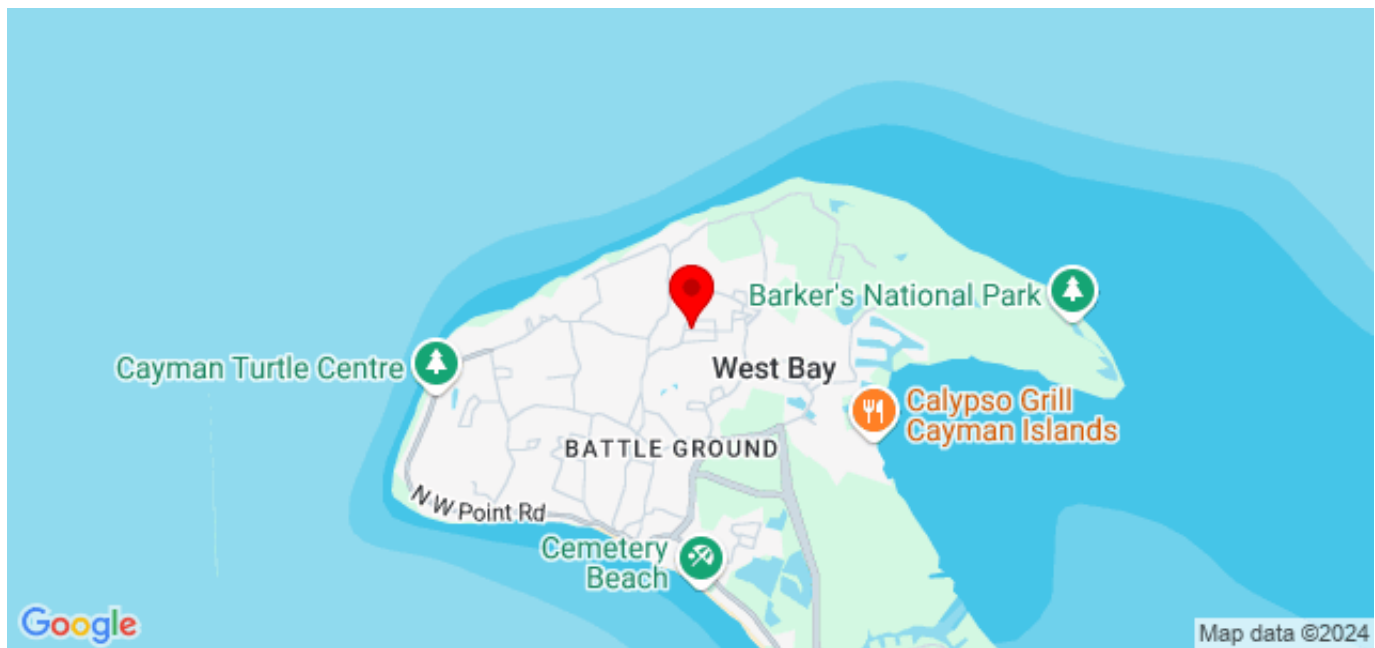 Barker's National Park
Cayman Turtle Centre
West Bay
Calypso Grill
Cayman Islands
BATTLE GROUND
N W Point Rd
Cemetery
Beach
Google
Map data ©2024